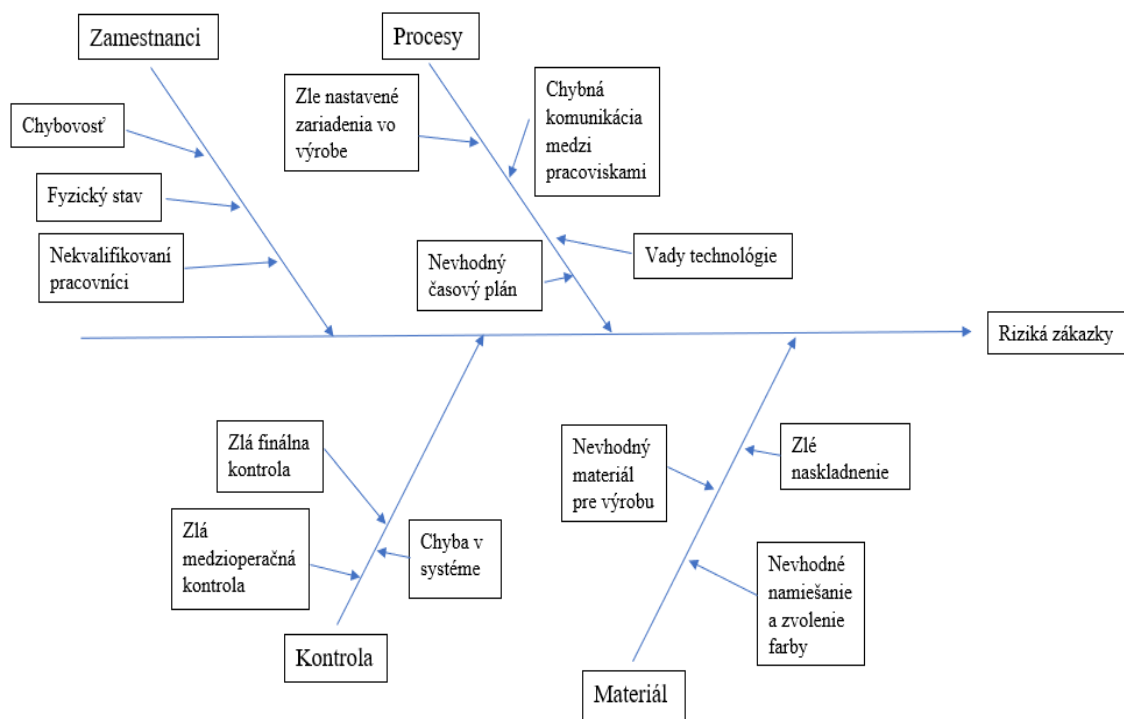 Zamestnanci
Procesy
Zle nastavené
zariadenia vo
výrobe
Chybná
komunikácia
medzi
pracoviskami
Chybovosť
Fyzický stav
Nekvalifikovaní
pracovníci
Nevhodný
časový plán
Vady technológie
Riziká zákazky
Zlá finálna
kontrola
Zlá
medzioperačná
kontrola
Chyba v
systéme
Kontrola
Nevhodný
materiál
pre výrobu
Zlé
naskladnenie
Nevhodné
namiešanie
a zvolenie
farby
Materiál